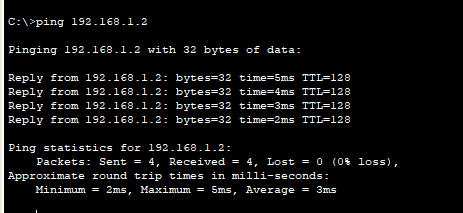 C:\>ping 192.168.1.2
Pinging 192.168.1.2 with 32 bytes of data:
Reply from 192.168.1.2: bytes=32 time=5ms TTL=128
Reply from 192.168.1.2: bytes=32 time=4ms TTL=128
Reply from 192.168.1.2: bytes=32 time=3ms TTL=128
Reply from 192.168.1.2: bytes=32 time=2ms TTL=128
Ping statistics for 192.168.1.2:
Packets: Sent = 4, Received = 4, Lost = 0 (0% loss),
Approximate round trip times in milli-seconds:
Minimum = 2ms, Maximum = 5ms, Average = 3ms